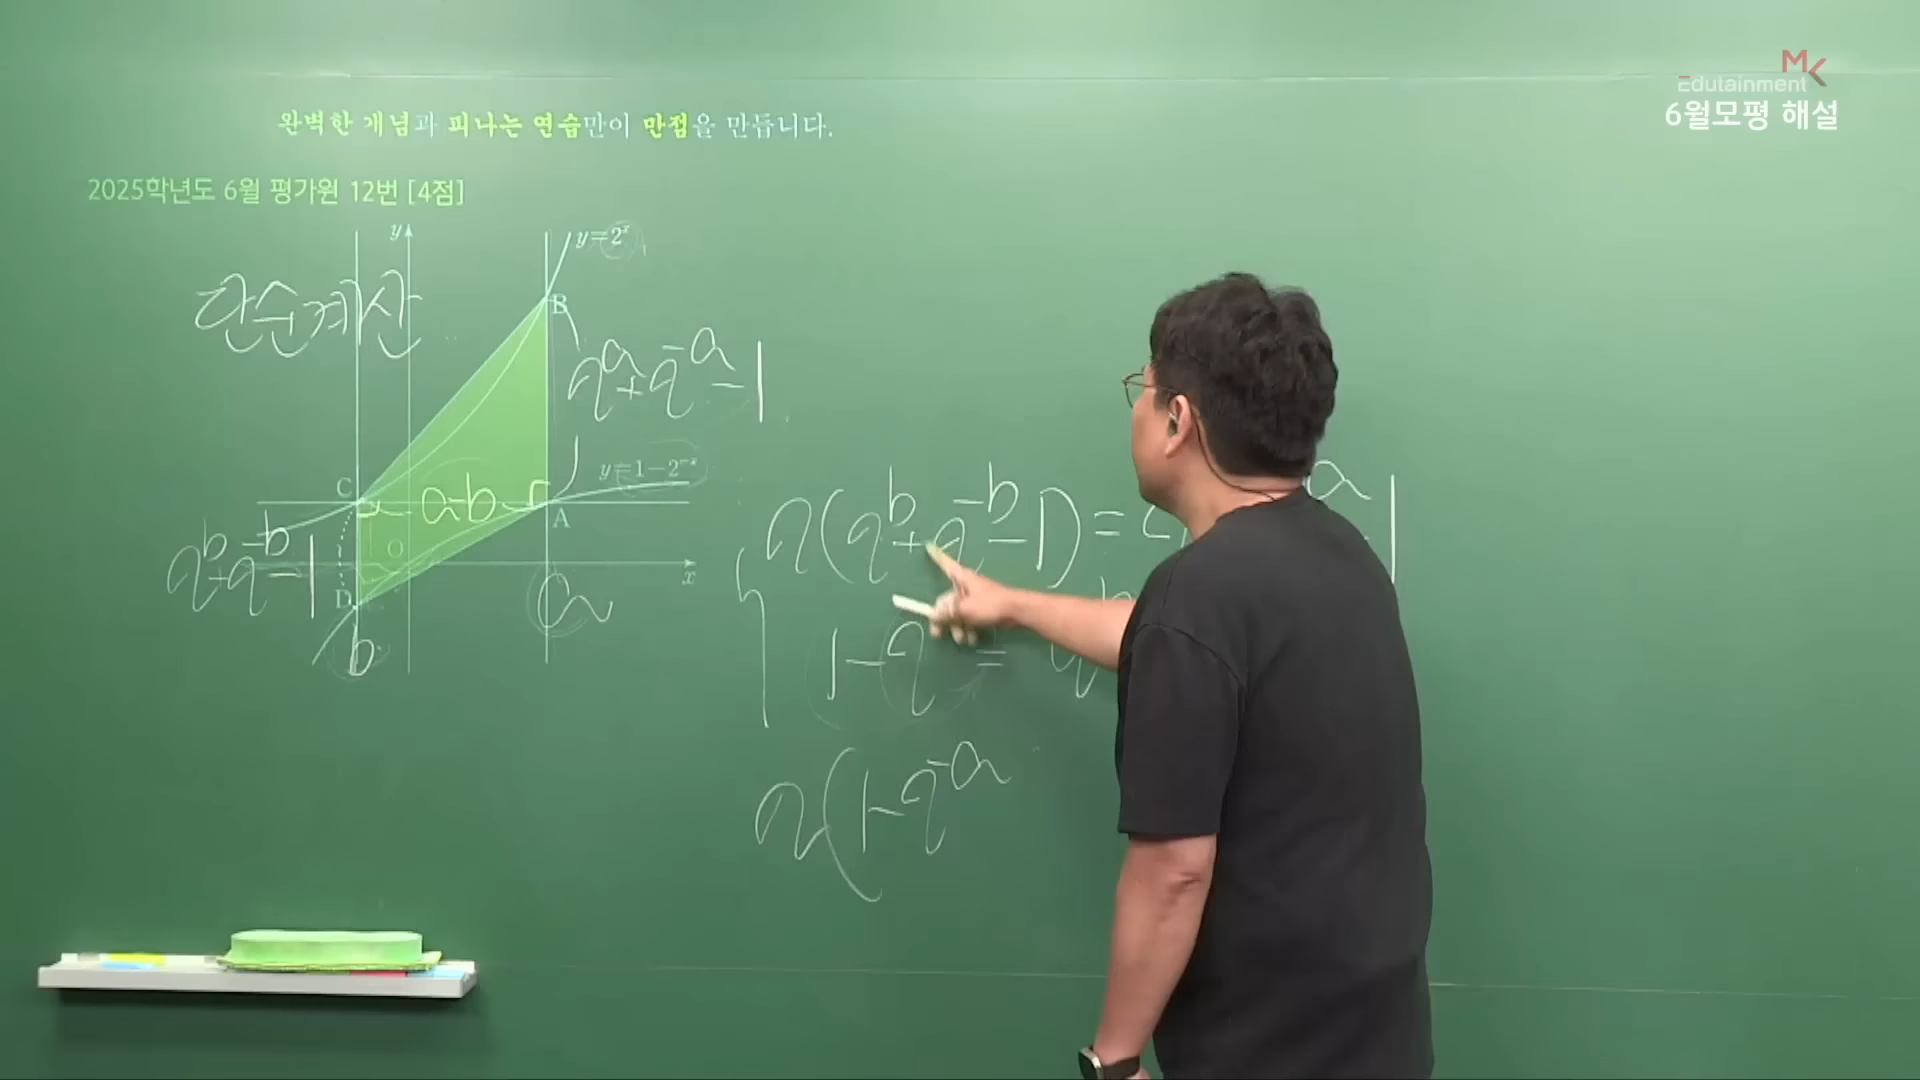 MK
Edutainment
6월모평 해설
완벽한 개념과 피나는 연습만이 만점을 만듭니다.
2025학년도 6월 평가원 12번 [4점]
y
y=2^x
단순계산
B
2^a+2^-a-1
y=1-2^-x
C
a-b
A
2^b+2^-b-1
O
x
D
b
a
2(2^b+2^-b-1)=
a
1
1-2
=
2(1-2^-a